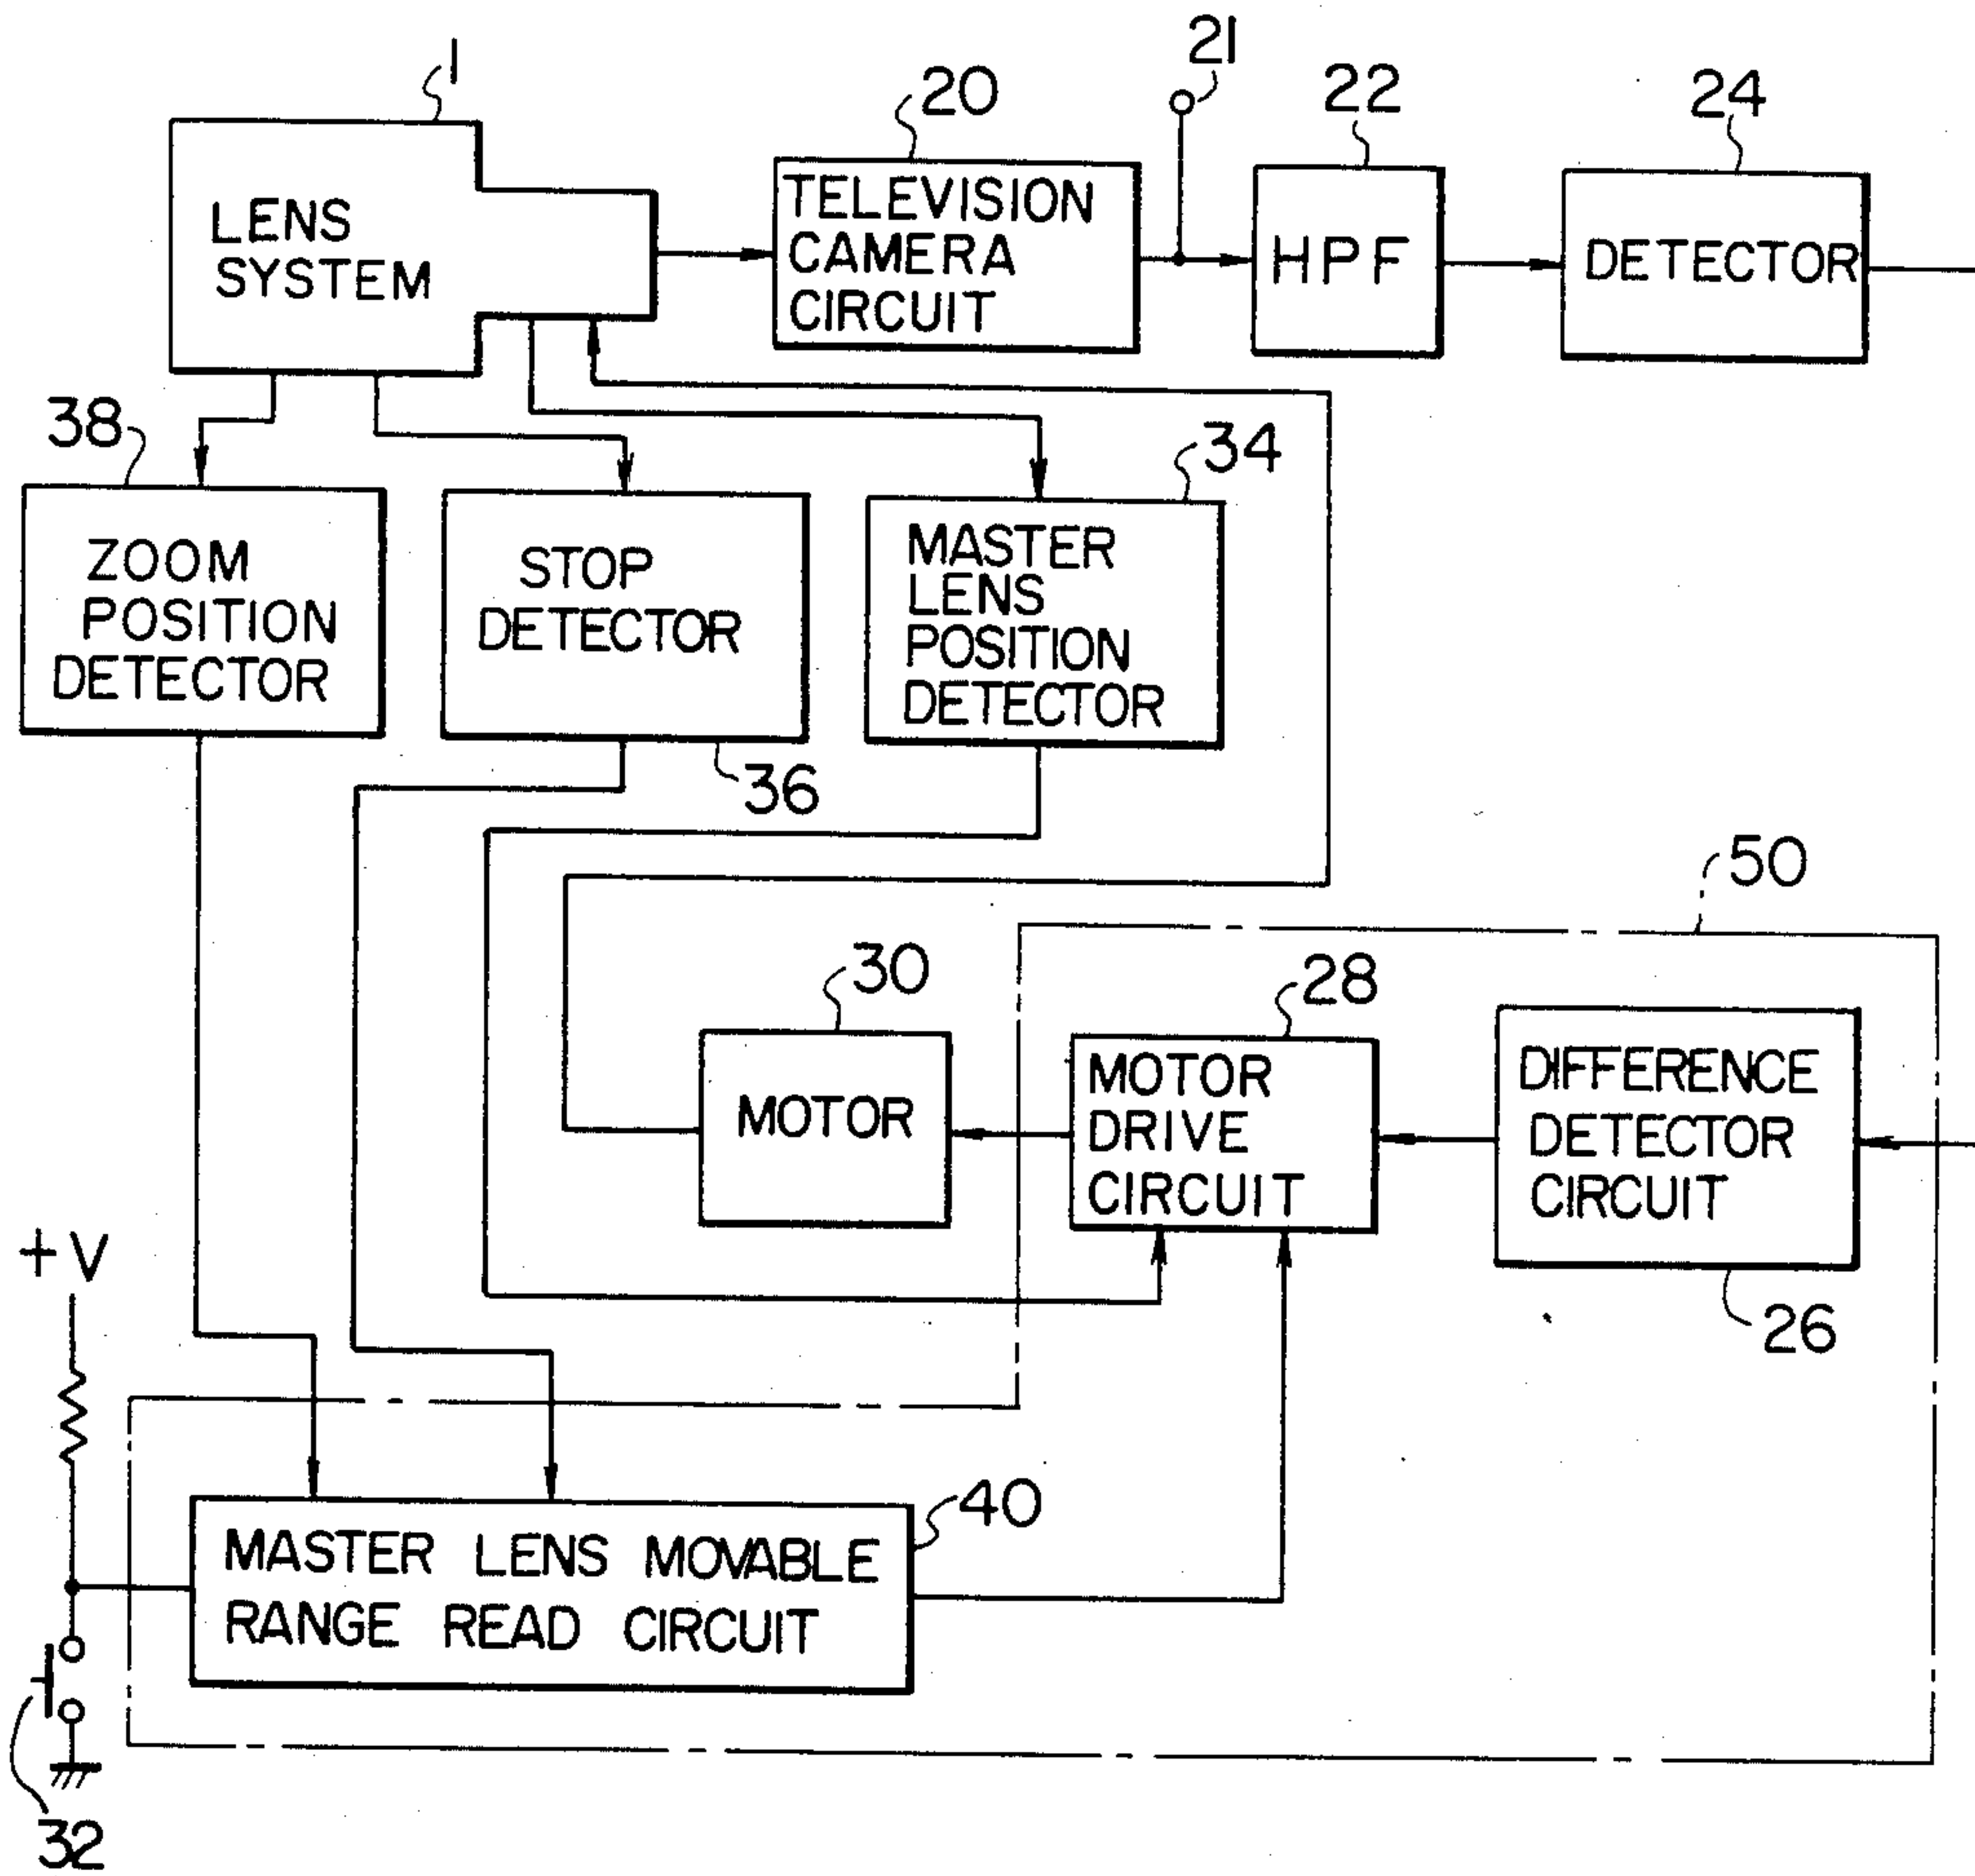 1
LENS
SYSTEM
20
TELEVISION
CAMERA
CIRCUIT
21
22
HPF
24
DETECTOR
38
ZOOM
POSITION
DETECTOR
STOP
DETECTOR
36
34
MASTER
LENS
POSITION
DETECTOR
50
30
MOTOR
28
MOTOR
DRIVE
CIRCUIT
DIFFERENCE
DETECTOR
CIRCUIT
26
+V
40
MASTER LENS MOVABLE
RANGE READ CIRCUIT
32